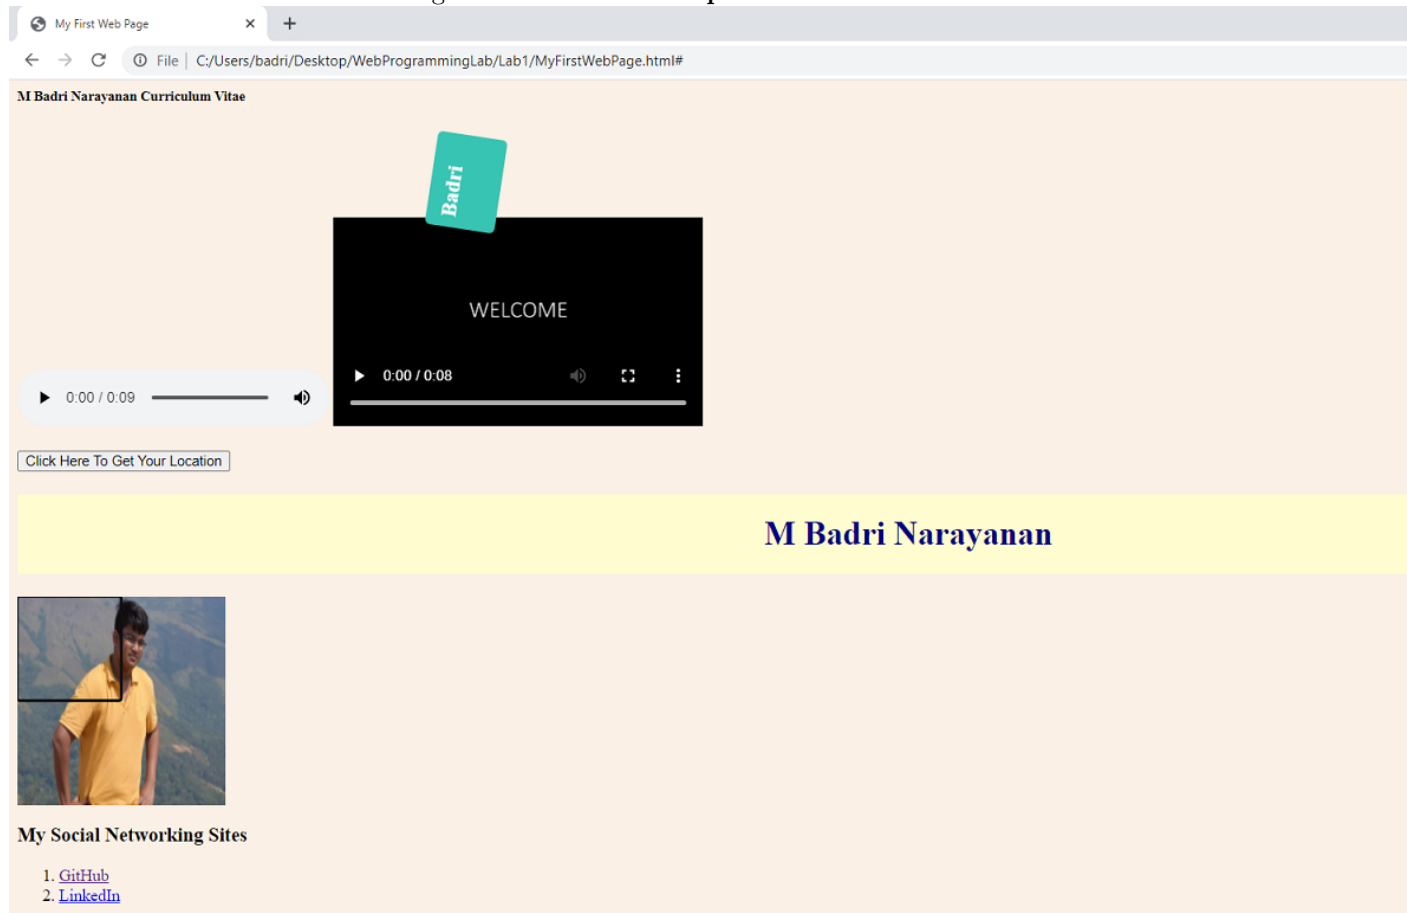 My First Web Page
File C:/Users/badri/Desktop/WebProgrammingLab/Lab1/MyFirstWebPage.html#
M Badri Narayanan Curriculum Vitae
Badri
WELCOME
0:00 / 0:08
0:00 / 0:09
Click Here To Get Your Location
M Badri Narayanan
My Social Networking Sites
1. GitHub
2. LinkedIn